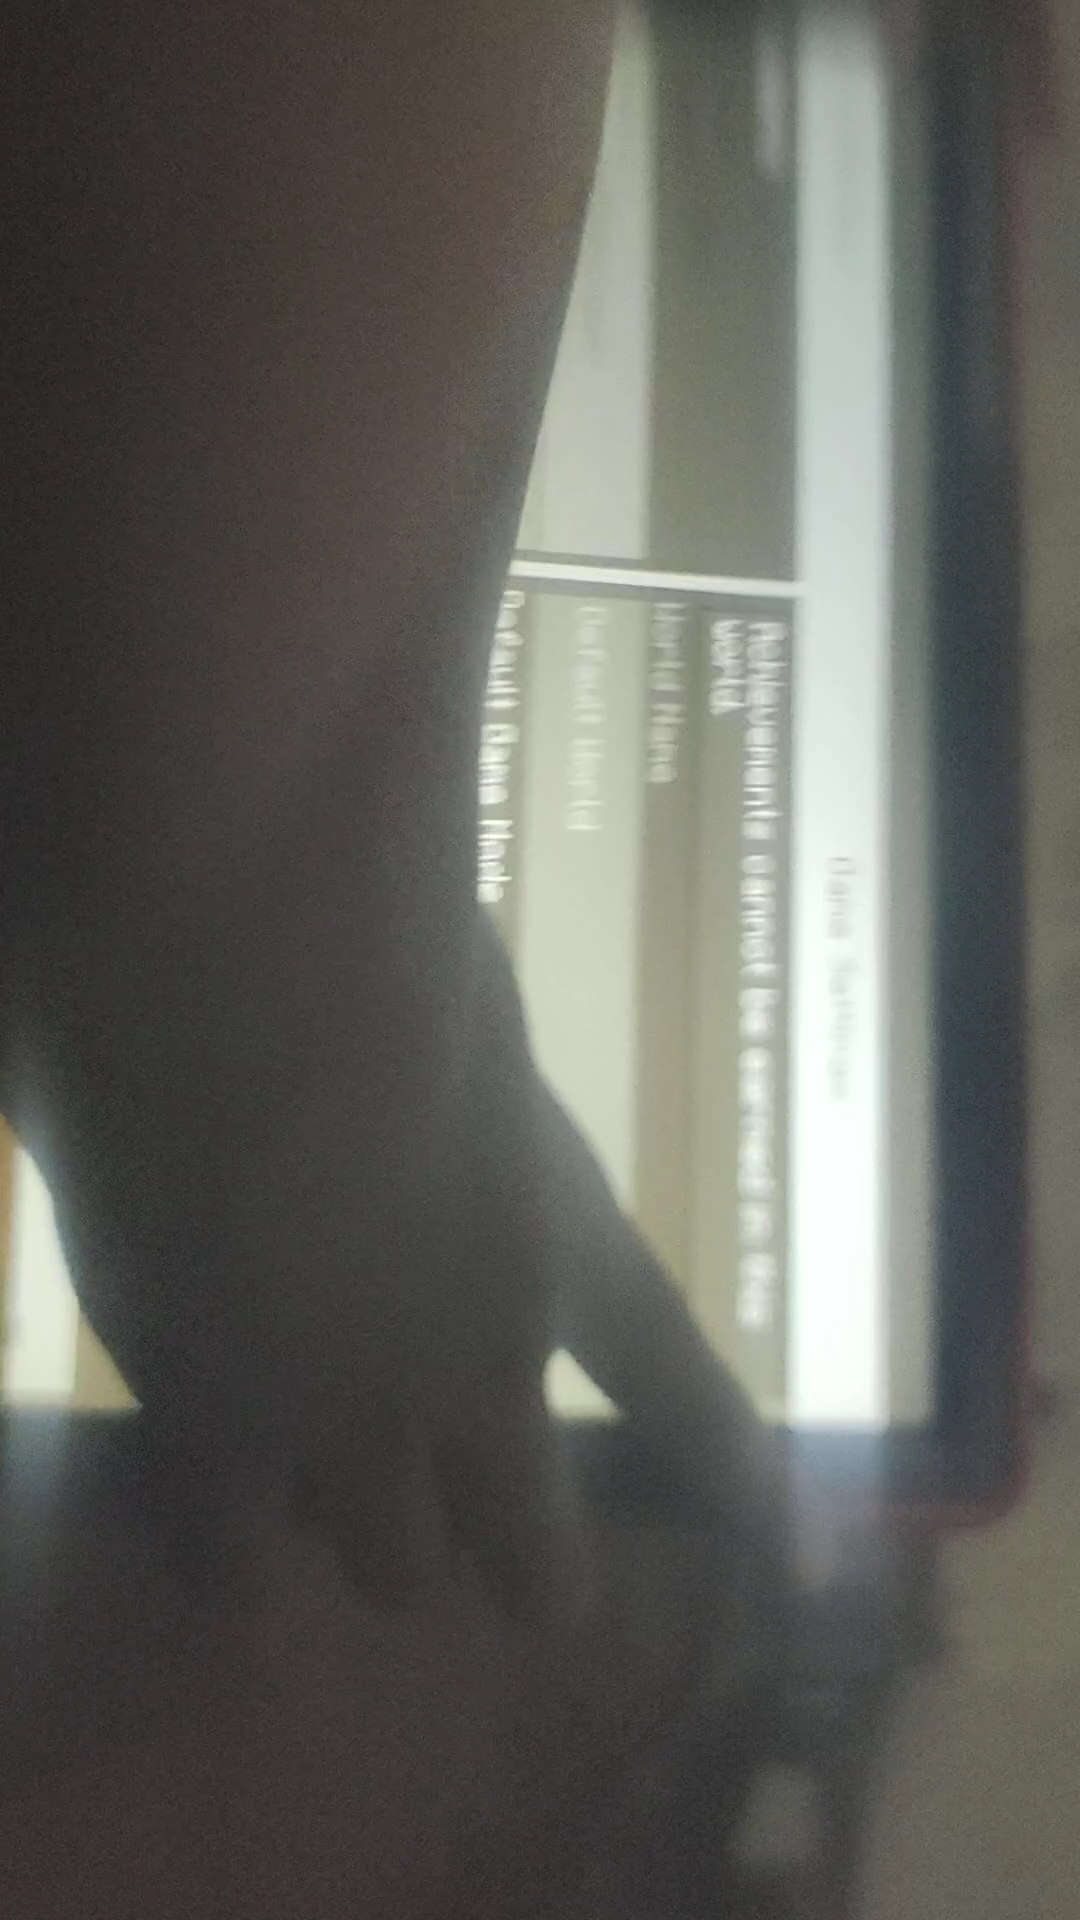 Game Settings
Achievements cannot be earned in this
world
World Name
Default World
Default Game Mode